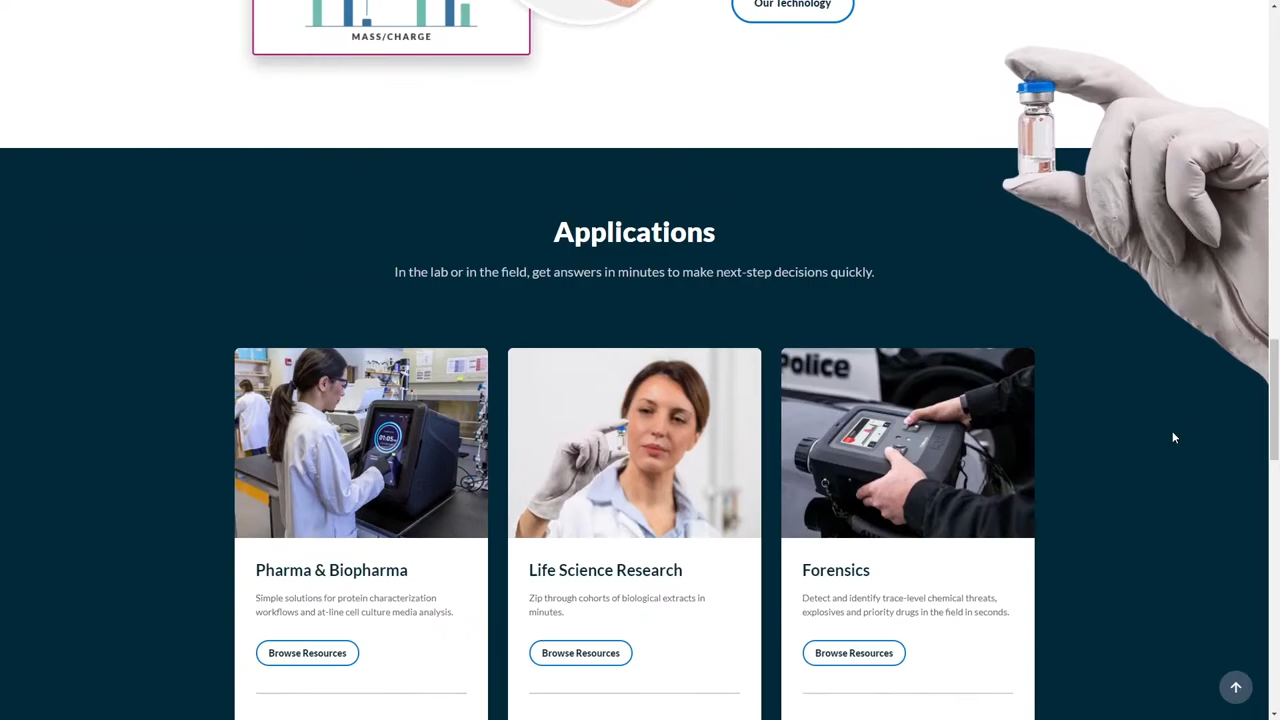 Our Technology
MASS/CHARGE
Applications
In the lab or in the field, get answers in minutes to make next-step decisions quickly.
Police
01:05
Pharma & Biopharma
Life Science Research
Forensics
Simple solutions for protein characterization
workflows and at-line cell culture media analysis.
Zip through cohorts of biological extracts in
minutes.
Detect and identify trace-level chemical threats,
explosives and priority drugs in the field in seconds.
Browse Resources
Browse Resources
Browse Resources